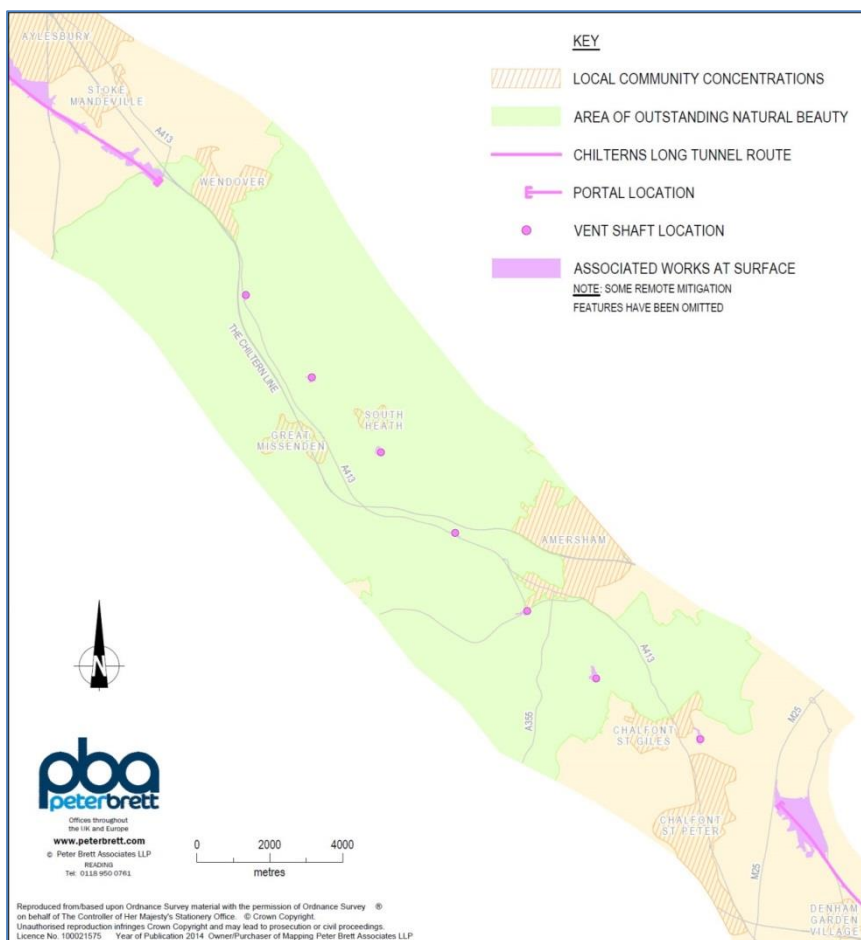 AYLESBURY
STOKE
MANDEVILLE
A413
WENDOVER
THE CHILTERN LINE
SOUTH
HEATH
GREAT
MISSENDEN
A413
AMERSHAM
A413
A355
CHALFONT
ST GILES
M25
CHALFONT
ST PETER
M25
DENHAM
GARDEN
VILLAGE
KEY
LOCAL COMMUNITY CONCENTRATIONS
AREA OF OUTSTANDING NATURAL BEAUTY
CHILTERNS LONG TUNNEL ROUTE
PORTAL LOCATION
VENT SHAFT LOCATION
ASSOCIATED WORKS AT SURFACE
NOTE: SOME REMOTE MITIGATION
FEATURES HAVE BEEN OMITTED
N
pba
peterbrett
Offices throughout
the UK and Europe
www.peterbrett.com
© Peter Brett Associates LLP
READING
Tel: 0118 950 0761
0 2000 4000
metres
Reproduced from/based upon Ordnance Survey material with the permission of Ordnance Survey ®
on behalf of The Controller of Her Majesty's Stationery Office. © Crown Copyright.
Unauthorised reproduction infringes Crown Copyright and may lead to prosecution or civil proceedings.
Licence No. 100021575 Year of Publication 2014 Owner/Purchaser of Mapping Peter Brett Associates LLP